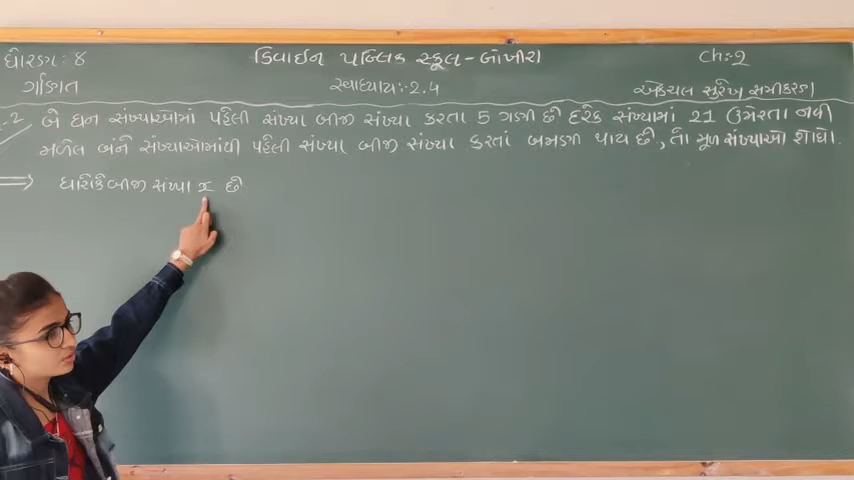 ધોરણ:- 8 ડિવાઈન પબ્લિક સ્કૂલ - બોખીરા Ch:-2
ગણિત સ્વાધ્યાય:- 2.4 એકચલ સુરેખ સમીકરણ
.2 બે ધન સંખ્યાઓમાં પહેલી સંખ્યા બીજી સંખ્યા કરતા 5 ગણી છે દરેક સંખ્યામાં 21 ઉમેરતા નવી
મળેલ બંને સંખ્યાઓમાંથી પહેલી સંખ્યા બીજી સંખ્યા કરતાં બમણી થાય છે, તો મૂળ સંખ્યાઓ શોધો.
⇒ ધારોકે બીજી સંખ્યા x છે